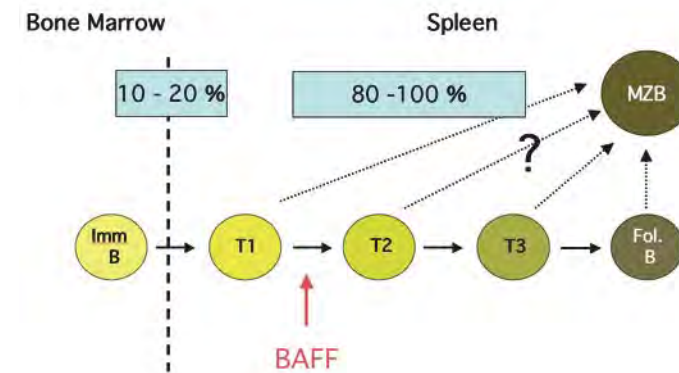 Bone Marrow
Spleen
10 - 20 %
80 -100 %
MZB
?
Imm
B
T1
T2
T3
Fol.
B
BAFF